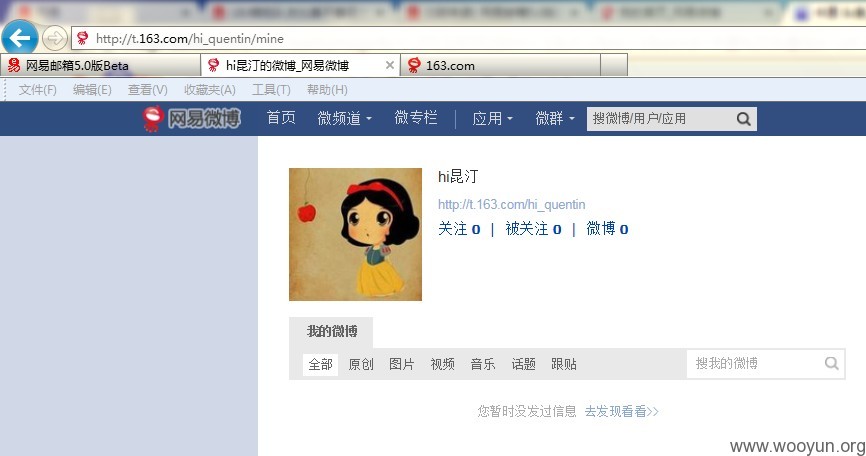 http://t.163.com/hi_quentin/mine
网易邮箱5.0版Beta hi昆汀的微博_网易微博 163.com
文件(F) 编辑(E) 查看(V) 收藏夹(A) 工具(T) 帮助(H)
网易微博 首页 微频道 微专栏 应用 微群 搜微博/用户/应用
hi昆汀
http://t.163.com/hi_quentin
关注 0 | 被关注 0 | 微博 0
我的微博
全部 原创 图片 视频 音乐 话题 跟贴 搜我的微博
您暂时没发过信息 去发现看看>>
www.wooyun.org